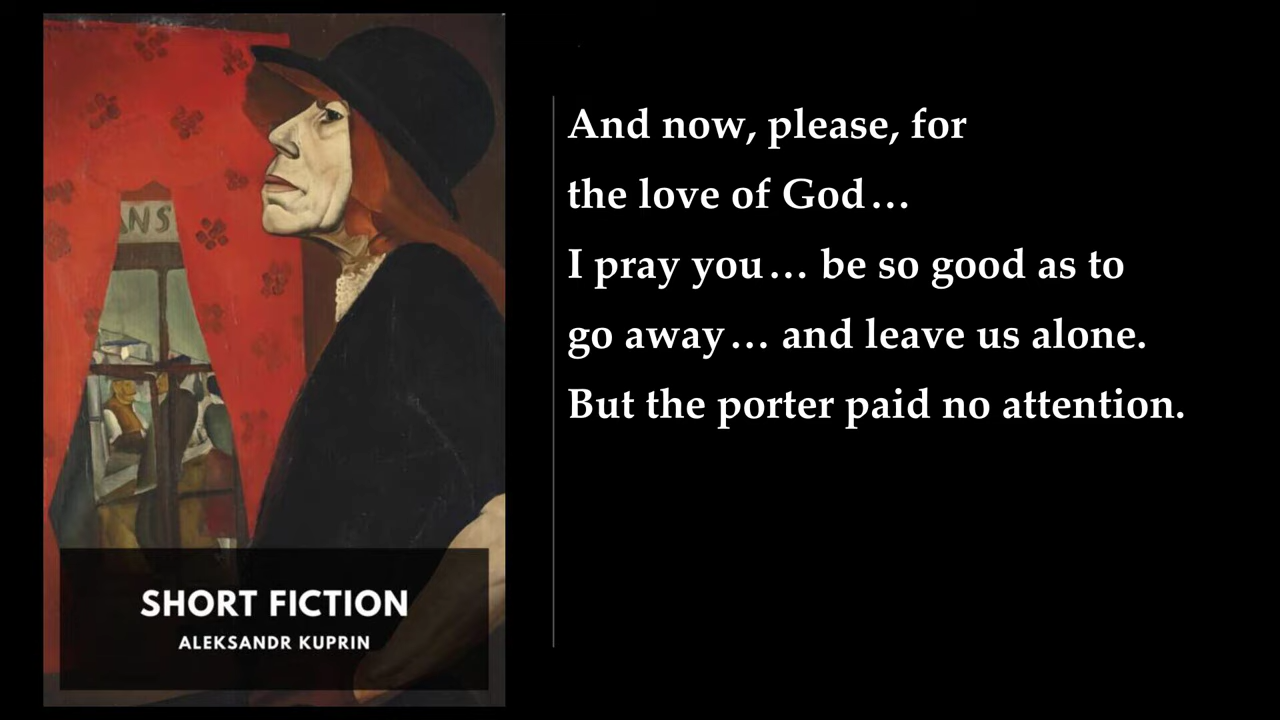 ANS
SHORT FICTION
ALEKSANDR KUPRIN
And now, please, for
the love of God…
I pray you… be so good as to
go away… and leave us alone.
But the porter paid no attention.